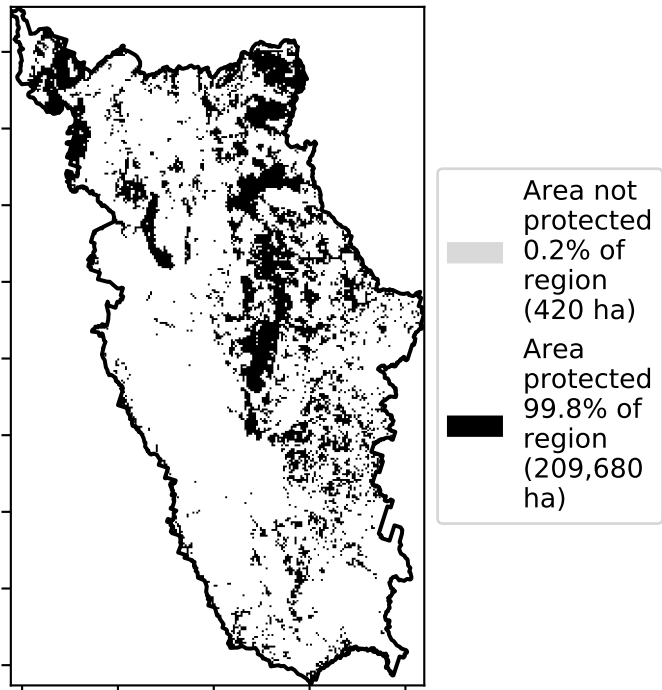 Area not
protected
0.2% of
region
(420 ha)
Area
protected
99.8% of
region
(209,680
ha)